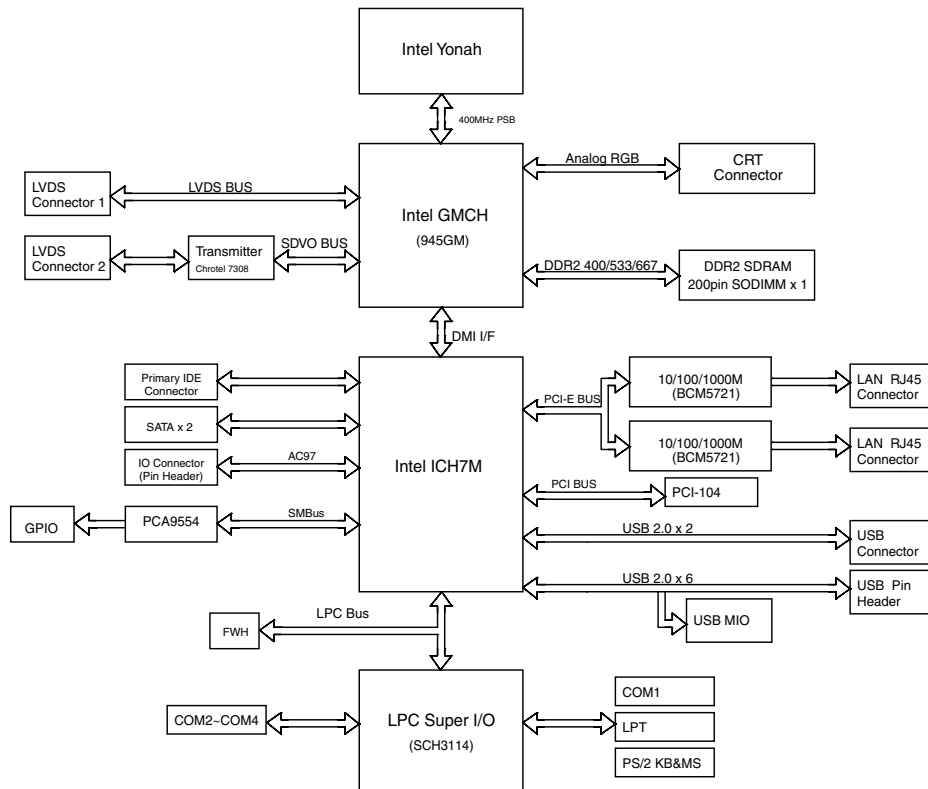 Intel Yonah
400MHz PSB
Analog RGB
CRT
Connector
LVDS
Connector 1
LVDS BUS
Intel GMCH
(945GM)
LVDS
Connector 2
Transmitter
Chrotel 7308
SDVO BUS
DDR2 400/533/667
DDR2 SDRAM
200pin SODIMM x 1
DMI I/F
Primary IDE
Connector
PCI-E BUS
10/100/1000M
(BCM5721)
LAN RJ45
Connector
SATA x 2
10/100/1000M
(BCM5721)
LAN RJ45
Connector
IO Connector
(Pin Header)
AC97
Intel ICH7M
PCI BUS
PCI-104
GPIO
PCA9554
SMBus
USB 2.0 x 2
USB
Connector
USB 2.0 x 6
USB Pin
Header
USB MIO
FWH
LPC Bus
COM2~COM4
LPC Super I/O
(SCH3114)
COM1
LPT
PS/2 KB&MS